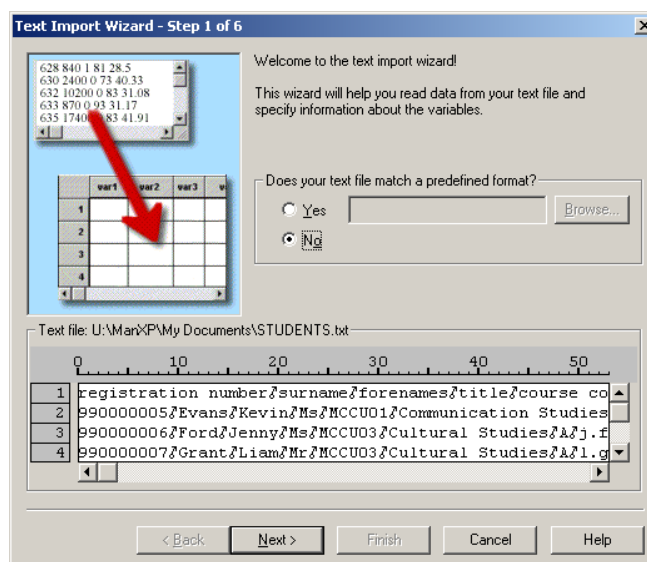 Text Import Wizard - Step 1 of 6
628 840 1 81 28.5
630 2400 0 73 40.33
632 10200 0 83 31.08
633 870 0 93 31.17
635 1740 83 41.91
var1 var2 var3 v
1
2
3
4
Welcome to the text import wizard!
This wizard will help you read data from your text file and
specify information about the variables.
Does your text file match a predefined format?
Yes Browse...
No
Text file: U:\ManXP\My Documents\STUDENTS.txt
0 10 20 30 40 50
1 registration number⸮surname⸮forenames⸮title⸮course co
2 990000005⸮Evans⸮Kevin⸮Ms⸮MCCU01⸮Communication Studies
3 990000006⸮Ford⸮Jenny⸮Ms⸮MCCU03⸮Cultural Studies⸮A⸮j.f
4 990000007⸮Grant⸮Liam⸮Mr⸮MCCU03⸮Cultural Studies⸮A⸮l.g
< Back Next > Finish Cancel Help